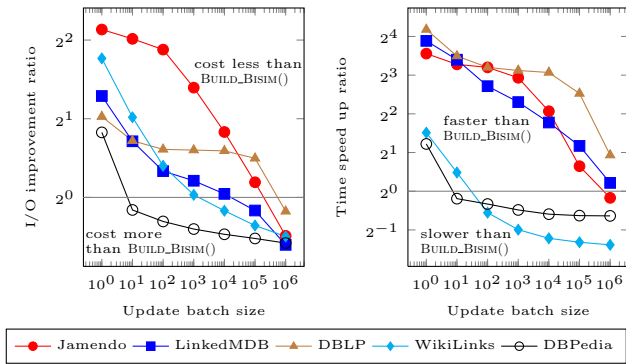 I/O improvement ratio
2^2
2^1
2^0
cost less than
BUILD_BISIM()
cost more
than BUILD_BISIM()
10^0 10^1 10^2 10^3 10^4 10^5 10^6
Update batch size
Time speed up ratio
2^4
2^3
2^2
2^1
2^0
2^-1
faster than
BUILD_BISIM()
slower than
BUILD_BISIM()
10^0 10^1 10^2 10^3 10^4 10^5 10^6
Update batch size
Jamendo LinkedMDB DBLP WikiLinks DBPedia